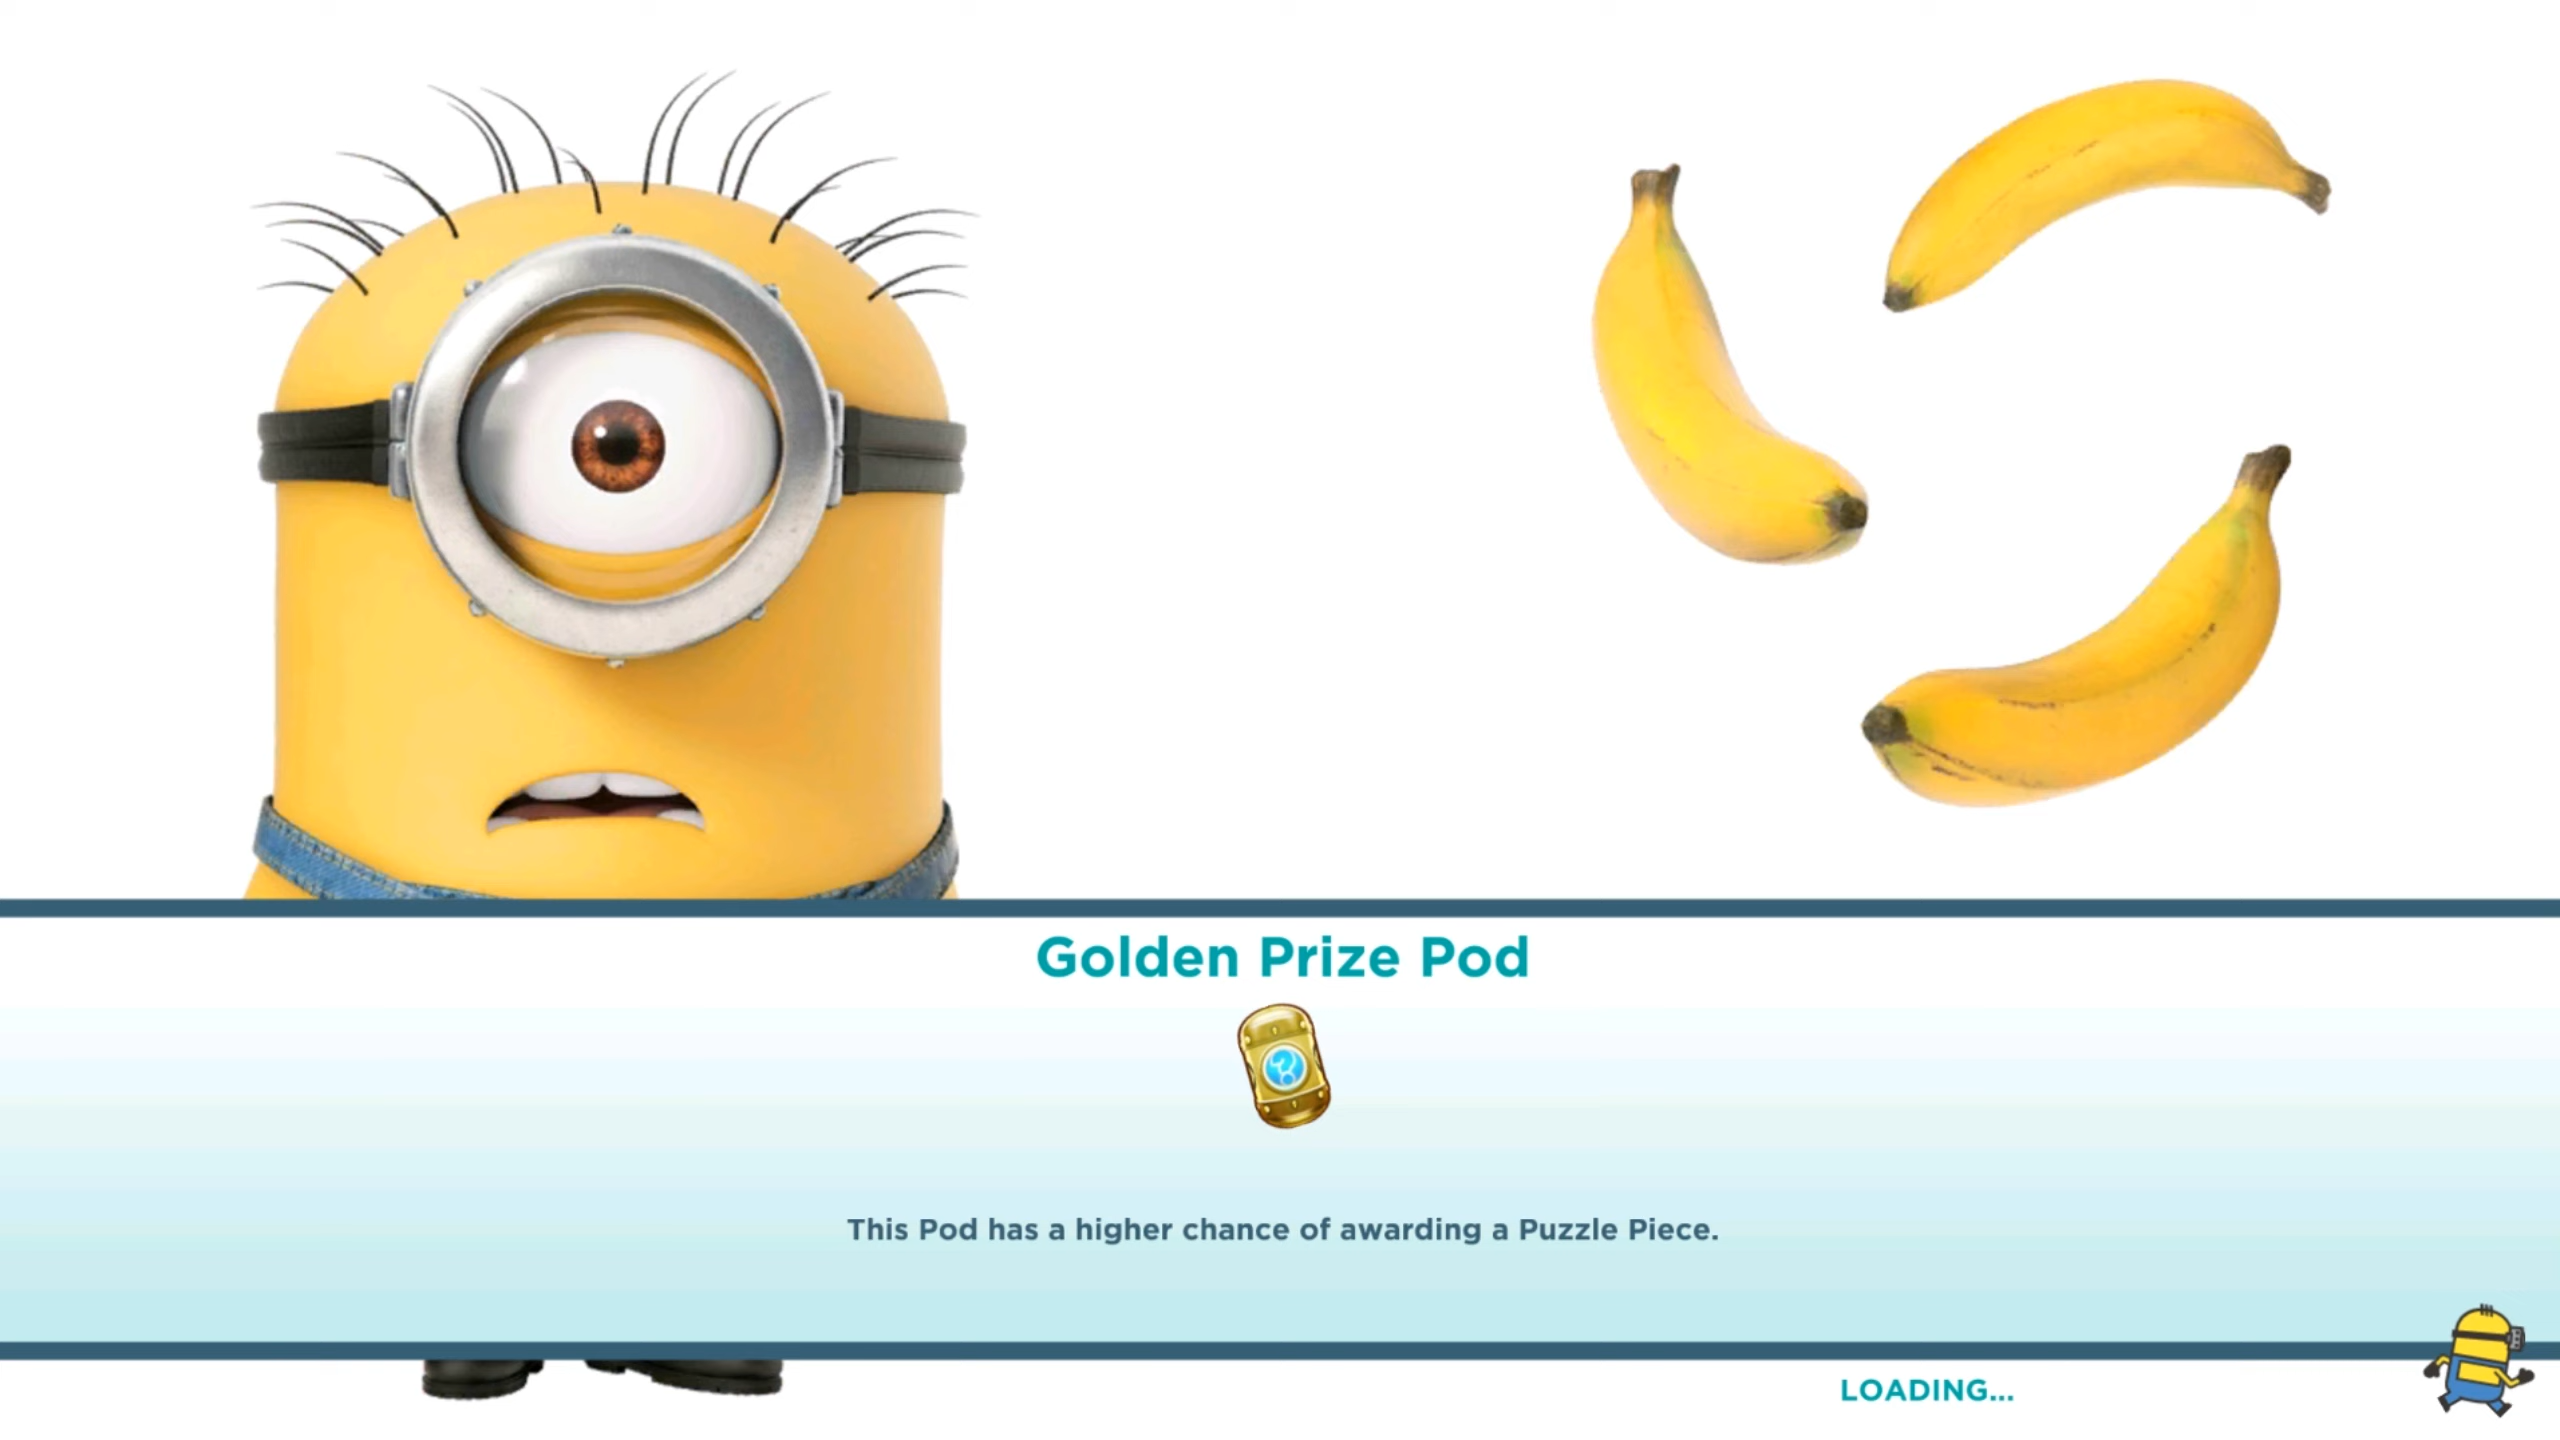 Golden Prize Pod
This Pod has a higher chance of awarding a Puzzle Piece.
LOADING...